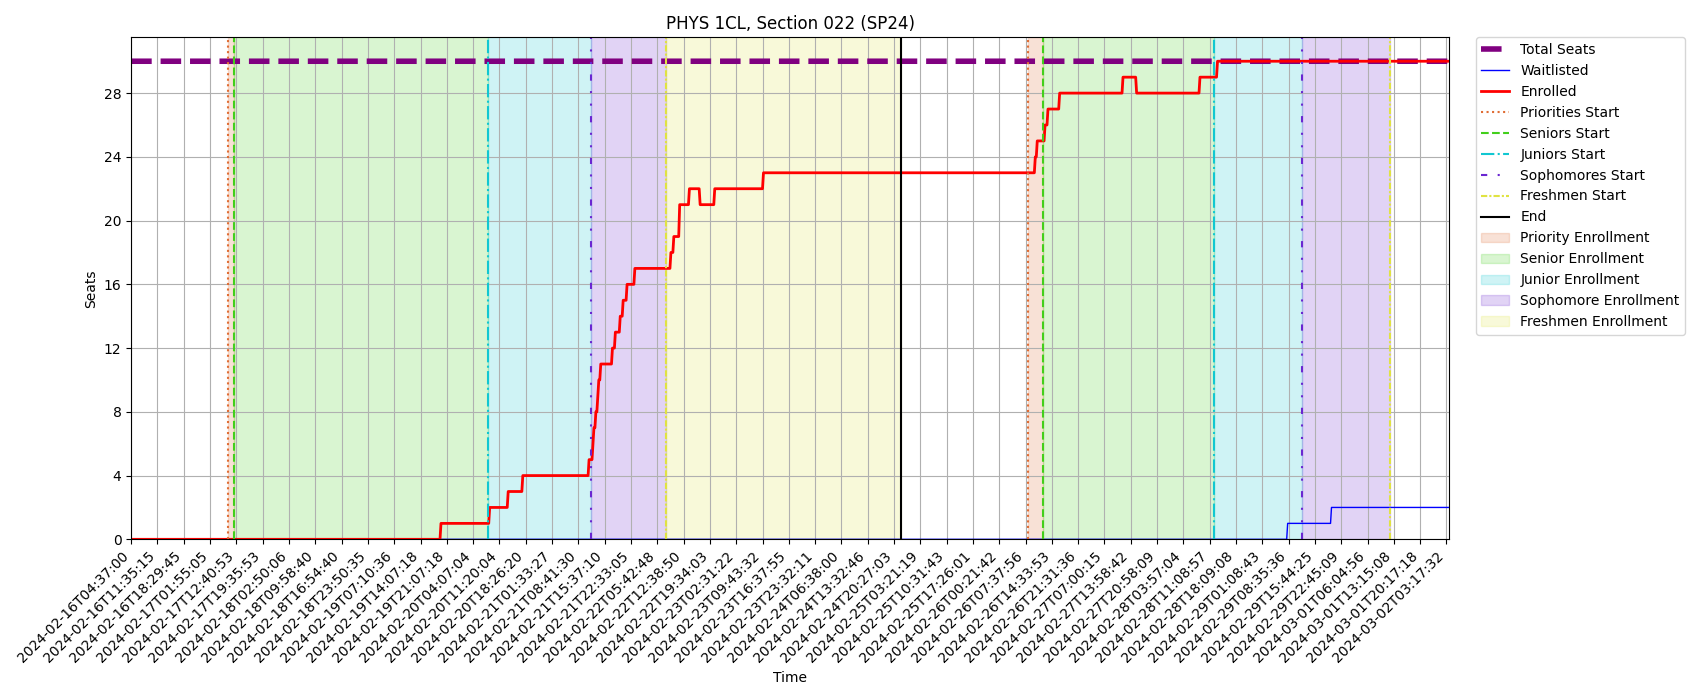 PHYS 1CL, Section 022 (SP24)
Seats
28
24
20
16
12
8
4
0
2024-02-16T04:37:00
2024-02-16T11:35:15
2024-02-16T18:29:45
2024-02-17T01:55:05
2024-02-17T12:40:53
2024-02-17T19:35:53
2024-02-18T02:50:06
2024-02-18T09:58:40
2024-02-18T16:54:40
2024-02-18T23:50:35
2024-02-19T07:10:36
2024-02-19T14:07:18
2024-02-19T21:07:18
2024-02-20T04:07:04
2024-02-20T11:20:04
2024-02-20T18:26:20
2024-02-21T01:33:27
2024-02-21T08:41:30
2024-02-21T15:37:10
2024-02-21T22:33:05
2024-02-22T05:42:48
2024-02-22T12:38:50
2024-02-22T19:34:03
2024-02-23T02:31:22
2024-02-23T09:43:32
2024-02-23T16:37:55
2024-02-23T23:32:11
2024-02-24T06:38:00
2024-02-24T13:32:46
2024-02-24T20:27:03
2024-02-25T03:21:19
2024-02-25T10:31:43
2024-02-25T17:26:01
2024-02-26T00:21:42
2024-02-26T07:37:56
2024-02-26T14:33:53
2024-02-26T21:31:36
2024-02-27T07:00:15
2024-02-27T13:58:42
2024-02-27T20:58:09
2024-02-28T03:57:04
2024-02-28T11:08:57
2024-02-28T18:09:08
2024-02-29T01:08:43
2024-02-29T08:35:36
2024-02-29T15:44:25
2024-02-29T22:45:09
2024-03-01T06:04:56
2024-03-01T13:15:08
2024-03-01T20:17:18
2024-03-02T03:17:32
Time
Total Seats
Waitlisted
Enrolled
Priorities Start
Seniors Start
Juniors Start
Sophomores Start
Freshmen Start
End
Priority Enrollment
Senior Enrollment
Junior Enrollment
Sophomore Enrollment
Freshmen Enrollment